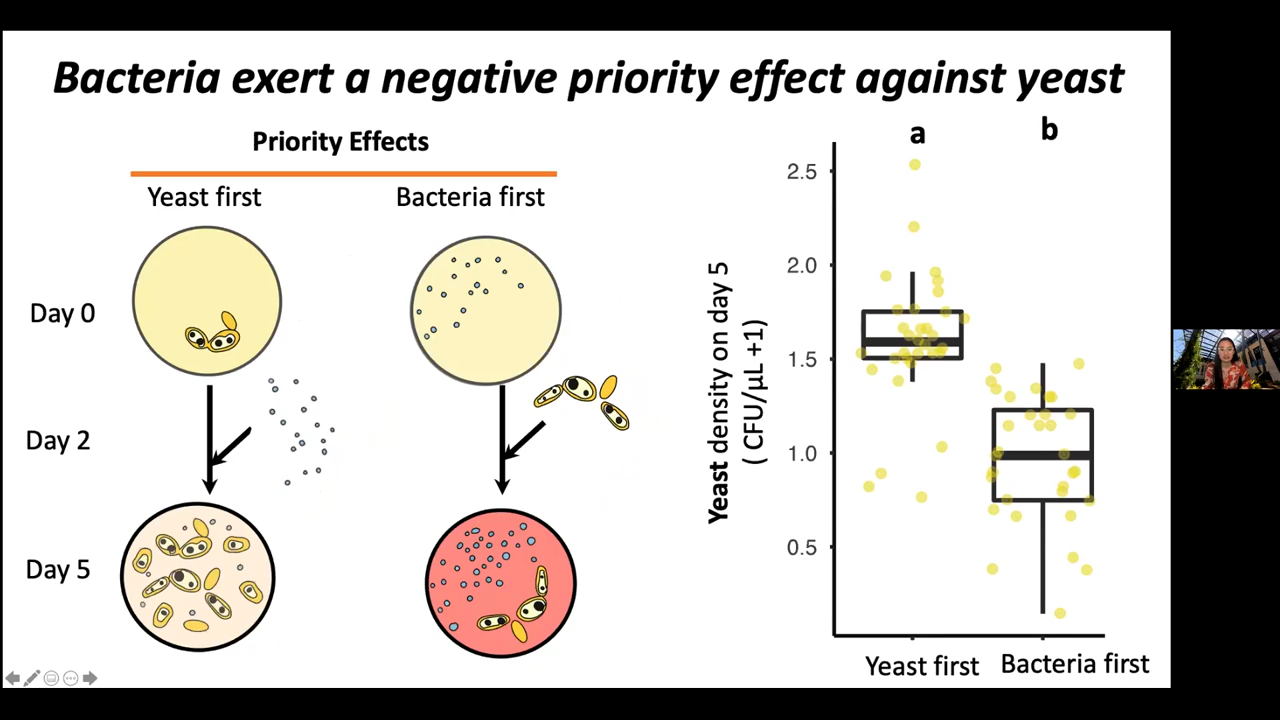 Bacteria exert a negative priority effect against yeast
Priority Effects
Yeast first
Bacteria first
Day 0
Day 2
Day 5
a
b
Yeast density on day 5
( CFU/µL +1)
2.5
2.0
1.5
1.0
0.5
Yeast first
Bacteria first